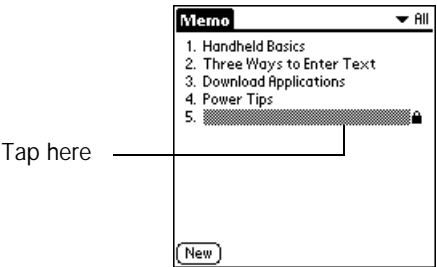 Memo All
1. Handheld Basics
2. Three Ways to Enter Text
3. Download Applications
4. Power Tips
5.
Tap here
New